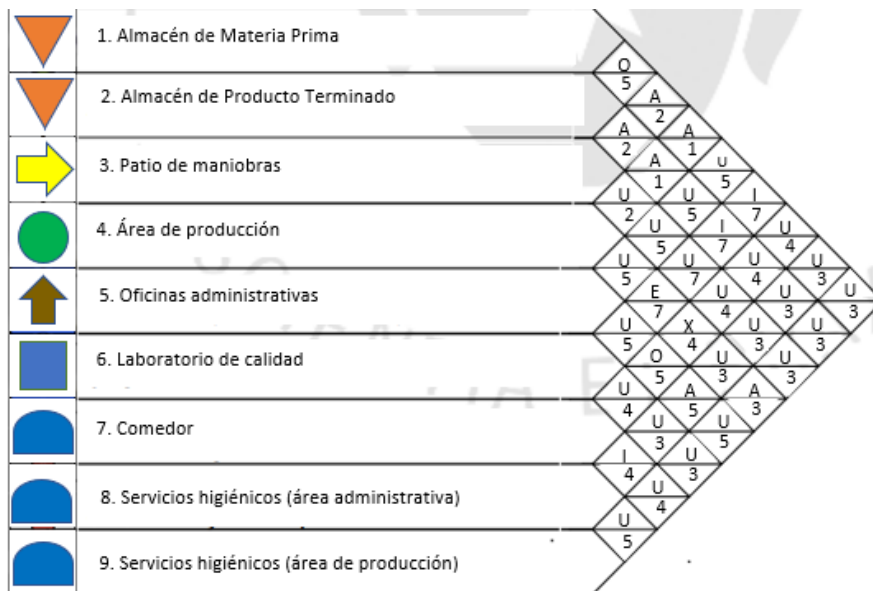 1. Almacén de Materia Prima
O
5
2. Almacén de Producto Terminado
A
2
A A
2 1
3. Patio de maniobras
A U
1 5
U U I
2 5 7
4. Área de producción
U I U
5 7 4
U U U U
5 7 4 3
5. Oficinas administrativas
E U U U
7 4 3 3
U X U U
5 4 3 3
6. Laboratorio de calidad
O U U
5 3 3
U A A
4 5 3
7. Comedor
U U
3 5
I U
4 3
8. Servicios higiénicos (área administrativa)
U
4
U
5
9. Servicios higiénicos (área de producción)